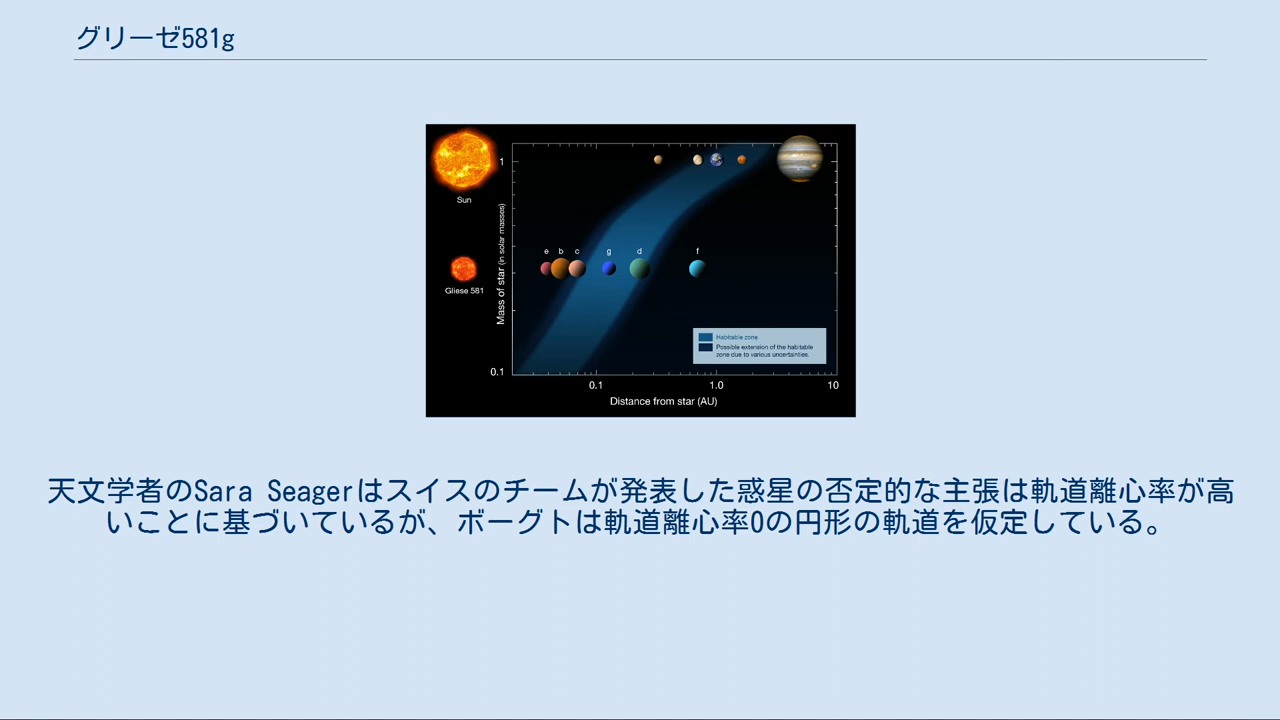 グリーゼ581g
Sun
Gliese 581
Mass of star (in solar masses)
1
0.1
e b c g d f
Habitable zone
Possible extension of the habitable
zone due to various uncertainties.
0.1 1.0 10
Distance from star (AU)
天文学者のSara Seagerはスイスのチームが発表した惑星の否定的な主張は軌道離心率が高
いことに基づいているが、ボーグトは軌道離心率0の円形の軌道を仮定している。